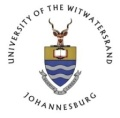 UNIVERSITY OF THE WITWATERSRAND
JOHANNESBURG